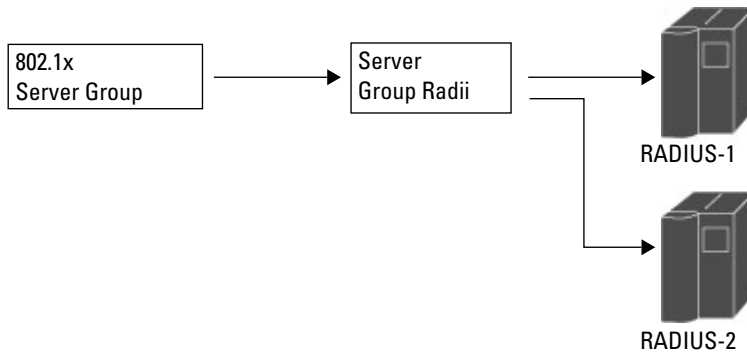 802.1x
Server Group
Server
Group Radii
RADIUS-1
RADIUS-2